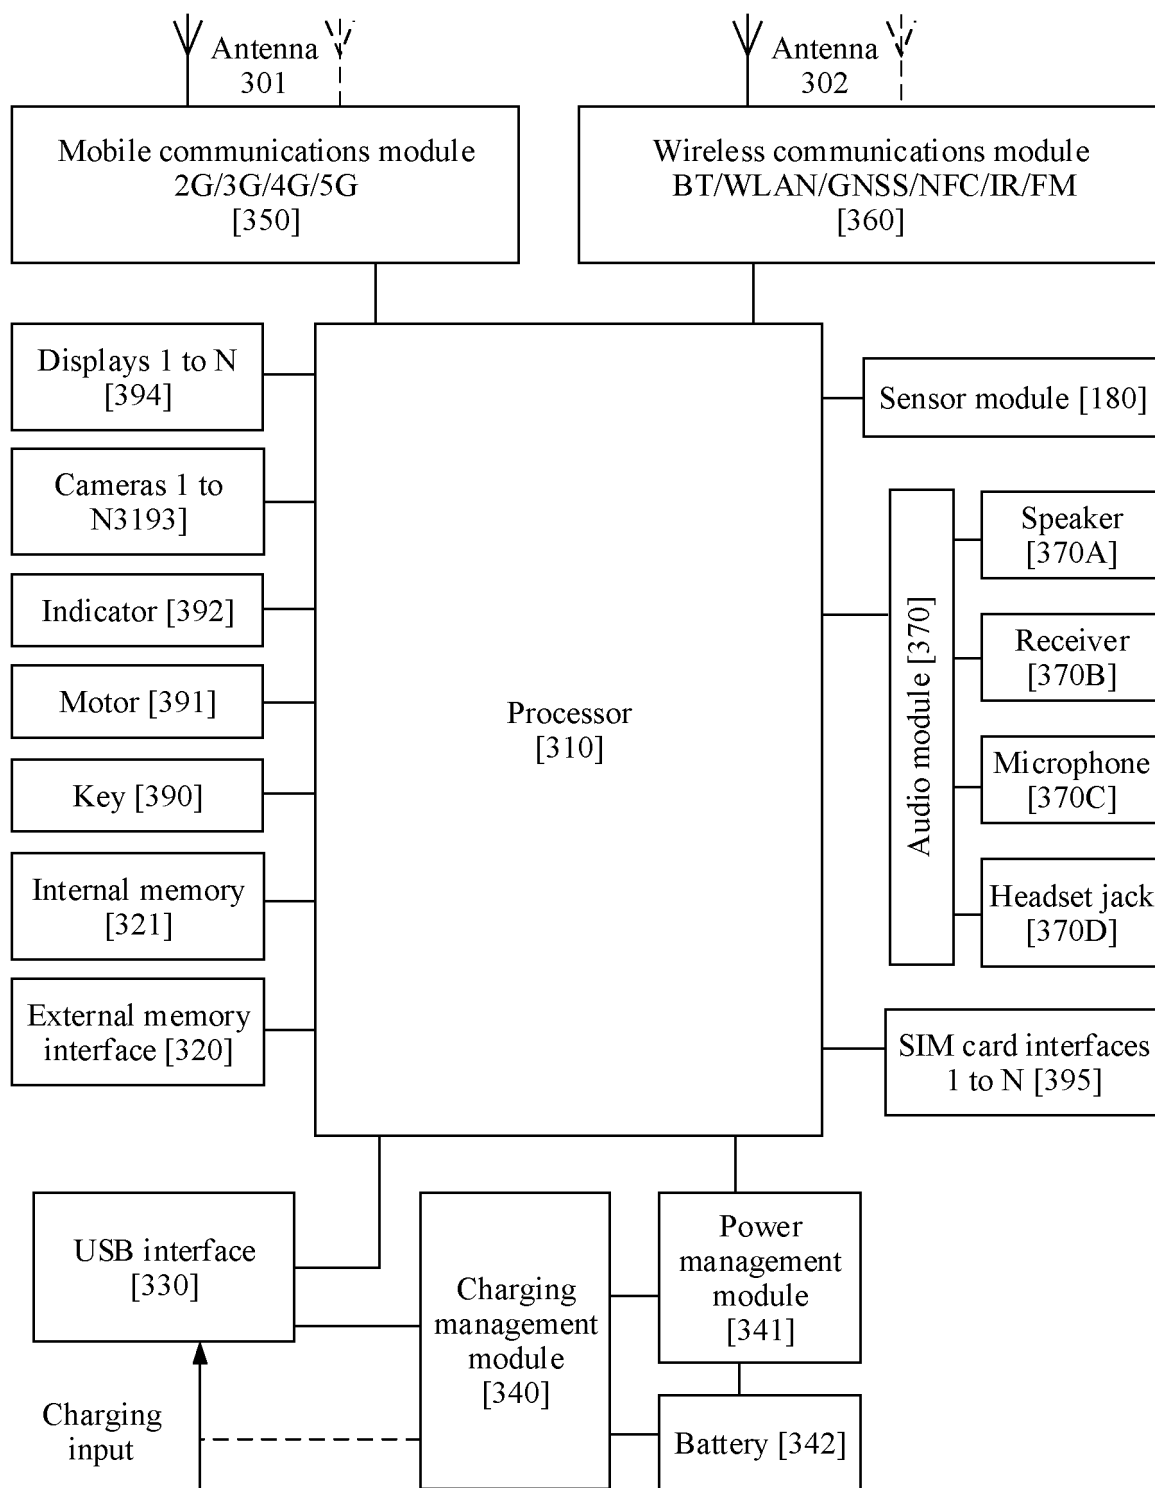 Antenna
301
Antenna
302
Mobile communications module
2G/3G/4G/5G
[350]
Wireless communications module
BT/WLAN/GNSS/NFC/IR/FM
[360]
Displays 1 to N
[394]
Cameras 1 to
N3193]
Indicator [392]
Motor [391]
Key [390]
Internal memory
[321]
External memory
interface [320]
Processor
[310]
Sensor module [180]
Audio module [370]
Speaker
[370A]
Receiver
[370B]
Microphone
[370C]
Headset jack
[370D]
SIM card interfaces
1 to N [395]
USB interface
[330]
Charging
management
module
[340]
Power
management
module
[341]
Battery [342]
Charging
input